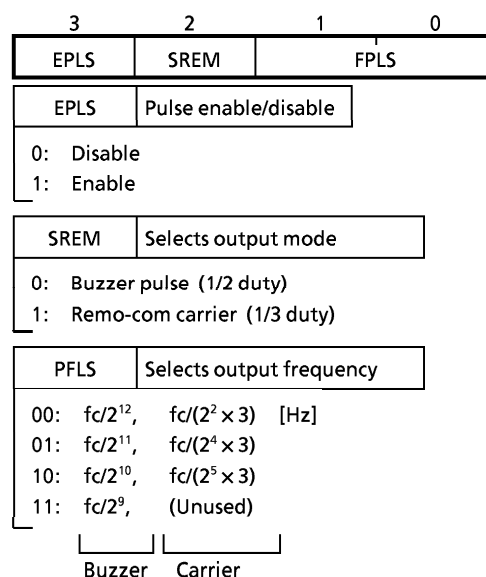 3 2 1 0
EPLS SREM FPLS
EPLS Pulse enable/disable
0: Disable
1: Enable
SREM Selects output mode
0: Buzzer pulse (1/2 duty)
1: Remo-com carrier (1/3 duty)
PFLS Selects output frequency
00: fc/2¹², fc/(2² × 3) [Hz]
01: fc/2¹¹, fc/(2⁴ × 3)
10: fc/2¹⁰, fc/(2⁵ × 3)
11: fc/2⁹, (Unused)
Buzzer Carrier